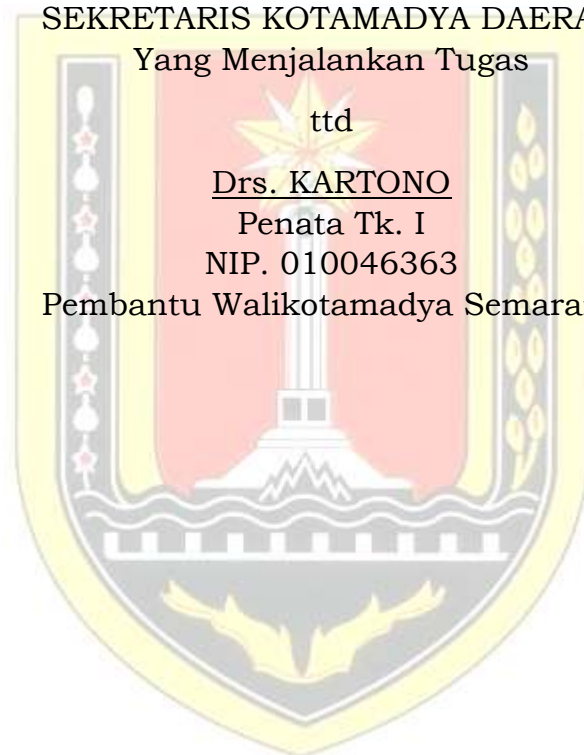 SEKRETARIS KOTAMADYA DAERA
Yang Menjalankan Tugas
ttd
Drs. KARTONO
Penata Tk. I
NIP. 010046363
Pembantu Walikotamadya Semara